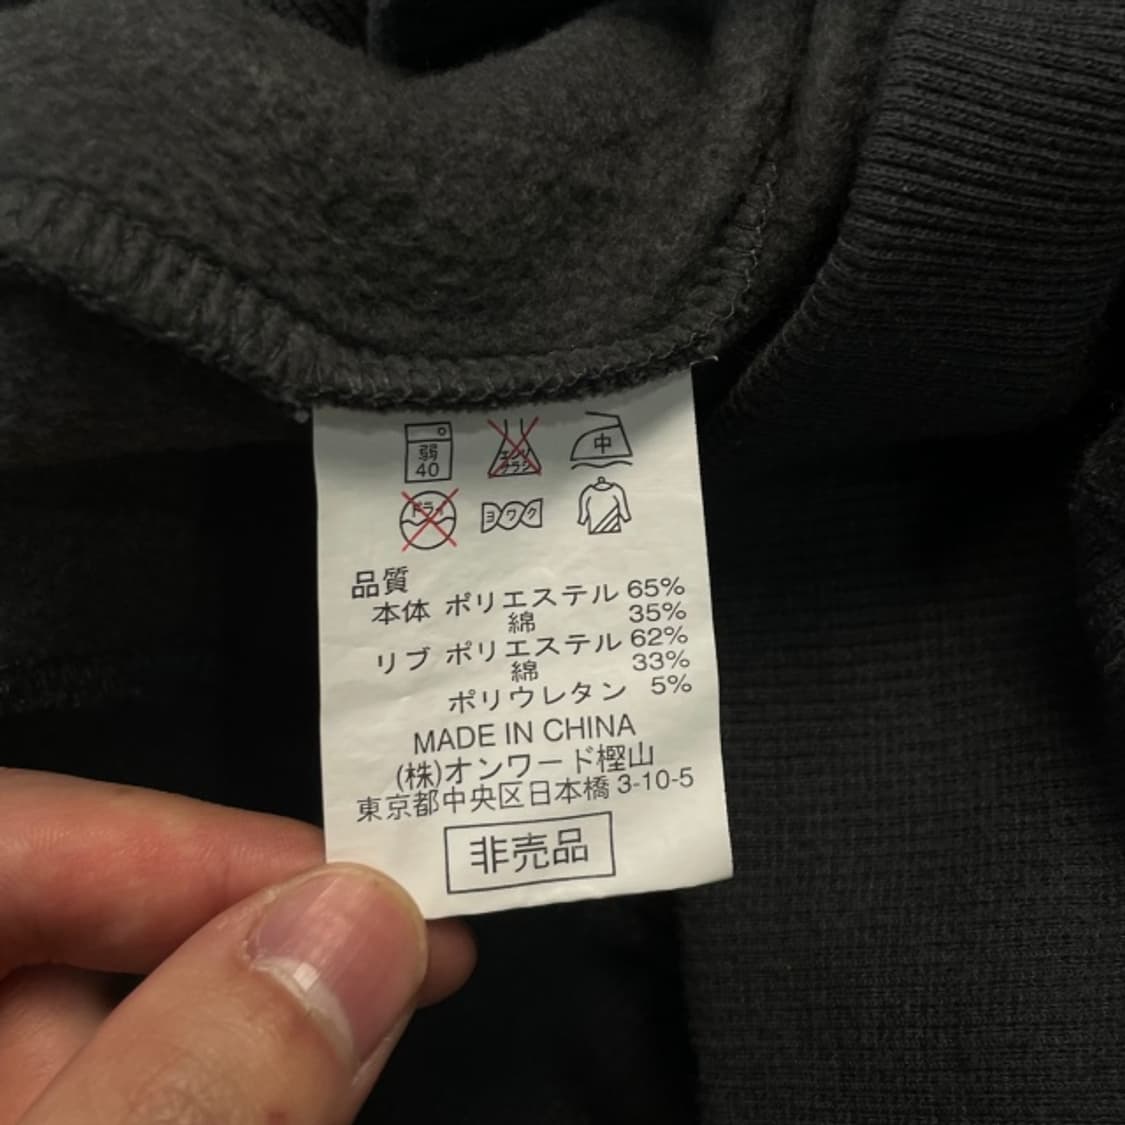 弱
40
エンソ
サラシ
中
ドライ
ヨワク
品質
本体 ポリエステル 65%
綿 35%
リブ ポリエステル 62%
綿 33%
ポリウレタン 5%
MADE IN CHINA
(株)オンワード樫山
東京都中央区日本橋 3-10-5
非売品